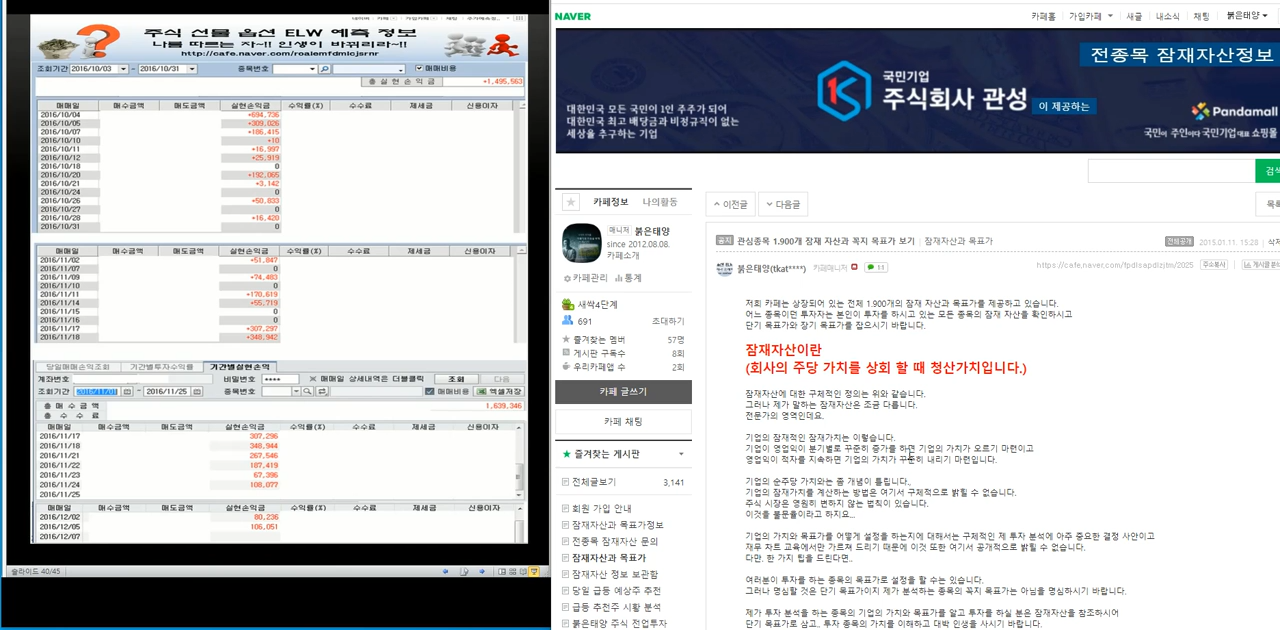 주식 선물 옵션 ELW 예측 정보
나를 따르는 자~!! 인생이 바뀌리라~!!
http://cafe.naver.com/roalemfdmlcjsrnr
조회기간 2016/10/03 ~ 2016/10/31 종목번호 매매비용
총 실 현 손 익 금 +1,495,563
매매일 매수금액 매도금액 실현손익금 수익률(%) 수수료 제세금 신용이자
2016/10/04 +694,736
2016/10/05 +309,026
2016/10/07 +186,415
2016/10/10 +10
2016/10/11 +16,997
2016/10/12 +25,919
2016/10/18 0
2016/10/20 +192,065
2016/10/21 +3,142
2016/10/24 0
2016/10/26 +50,833
2016/10/27 0
2016/10/28 +16,420
2016/10/31 0
매매일 매수금액 매도금액 실현손익금 수익률(%) 수수료 제세금 신용이자
2016/11/02 +51,847
2016/11/07 0
2016/11/09 +74,483
2016/11/10 0
2016/11/11 +170,619
2016/11/14 +55,719
2016/11/15 0
2016/11/16 0
2016/11/17 +307,297
2016/11/18 +348,942
당일매매손익조회 기간별투자수익률 기간별실현손익
계좌번호 비밀번호 **** ※ 매매일 상세내역은 더블클릭 조회 다음
조회기간 2016/11/01 ~ 2016/11/25 종목번호 매매비용 엑셀저장
총 매 수 금 액 1,639,346
총 수 수 료
매매일 매수금액 매도금액 실현손익금 수익률(%) 수수료 제세금 신용이자
2016/11/17 307,296
2016/11/18 348,944
2016/11/21 267,546
2016/11/22 187,419
2016/11/23 67,396
2016/11/24 108,077
2016/11/25
매매일 매수금액 매도금액 실현손익금 수익률(%) 수수료 제세금 신용이자
2016/12/02 80,236
2016/12/05 106,051
2016/12/07
슬라이드 40/45
NAVER
카페홈 가입카페 새글 내소식 채팅 붉은태양
전종목 잠재자산정보
국민기업
주식회사 관성 이 제공하는
대한민국 모든 국민이 1인 주주가 되어
대한민국 최고 배당금과 비정규직이 없는
세상을 추구하는 기업
Pandamall
국민이 주인이다 국민기업 대표 쇼핑몰
카페정보 나의활동
매니저 붉은태양
since 2012.08.08.
카페소개
카페관리 통계
새싹4단계
691 초대하기
즐겨찾는 멤버 57명
게시판 구독수 8회
우리카페앱 수 2회
카페 글쓰기
카페 채팅
즐겨찾는 게시판
전체글보기 3,141
회원 가입 안내
잠재자산과 목표가정보
전종목 잠재자산 문의
잠재자산과 목표가
잠재자산 정보 보관함
당일 급등 예상주 추천
급등 추천주 시황 분석
붉은태양 주식 전업투자
이전글 다음글
공지 관심종목 1.900개 잠재 자산과 꼭지 목표가 보기 | 잠재자산과 목표가
전체공개 2015.01.11. 15:28
붉은태양(tkat****) 카페매니저 11
https://cafe.naver.com/fpdlsapdlzjtm/2025 주소복사
저희 카페는 상장되어 있는 전체 1.900개의 잠재 자산과 목표가를 제공하고 있습니다.
어느 종목이던 투자자는 본인이 투자를 하시고 있는 모든 종목의 잠재 자산을 확인하시고
단기 목표가와 장기 목표가를 잡으시기 바랍니다.
잠재자산이란
(회사의 주당 가치를 상회 할 때 청산가치입니다.)
잠재자산에 대한 구체적인 정의는 위와 같습니다.
그러나 제가 말하는 잠재자산은 조금 다릅니다.
전문가의 영역인데요.
기업의 잠재적인 잠재가치는 이렇습니다.
기업이 영업익이 분기별로 꾸준히 증가를 하면 기업의 가치가 오르기 마련이고
영업익이 적자를 지속하면 기업의 가치가 꾸준히 내리기 마련입니다.
기업의 순주당 가치와는 좀 개념이 틀립니다.
기업의 잠재가치를 계산하는 방법은 여기서 구체적으로 밝힐 수 없습니다.
주식 시장은 영원히 변하지 않는 법칙이 있습니다.
이것을 불문율이라고 하지요...
기업의 가치와 목표가를 어떻게 설정을 하는지에 대해서는 구체적인 제 투자 분석에 아주 중요한 결정 사안이고
재무 차트 교육에서만 가르쳐 드리기 때문에 이것 또한 여기서 공개적으로 밝힐 수 없습니다.
다만, 한 가지 팁을 드린다면..
여러분이 투자를 하는 종목의 목표가로 설정을 할 수는 있습니다.
그러나 명심할 것은 단기 목표가이지 제가 분석하는 종목의 꼭지 목표가는 아님을 명심하시기 바랍니다.
제가 투자 분석을 하는 종목의 기업의 가치와 목표가를 알고 투자를 하실 분은 잠재자산을 참조하시어
단기 목표가로 삼고.. 투자 종목의 가치를 이해하고 대박 인생을 사시기 바랍니다.